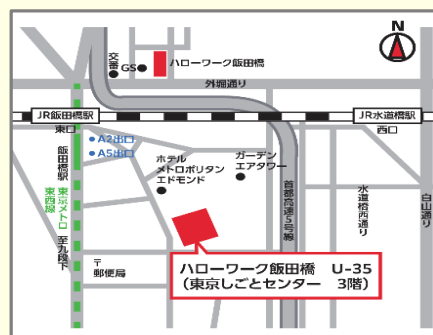 N
交番
GS
ハローワーク飯田橋
外堀通り
JR飯田橋駅
JR水道橋駅
東口
西口
A2出口
A5出口
飯田橋駅
東京メトロ
東西線
至九段下
ホテル
メトロポリタン
エドモンド
ガーデン
エアタワー
首都高速5号線
水道橋西通り
白山通り
〒
郵便局
ハローワーク飯田橋 U-35
(東京しごとセンター 3階)